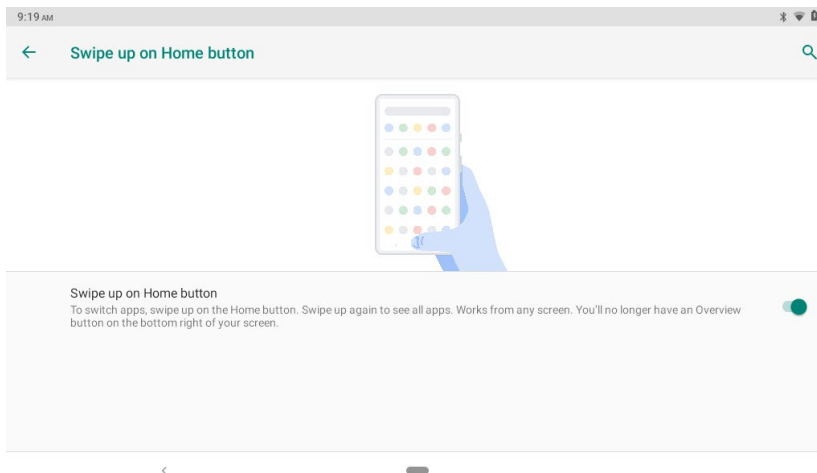 9:19 AM
Swipe up on Home button
Swipe up on Home button
To switch apps, swipe up on the Home button. Swipe up again to see all apps. Works from any screen. You'll no longer have an Overview
button on the bottom right of your screen.